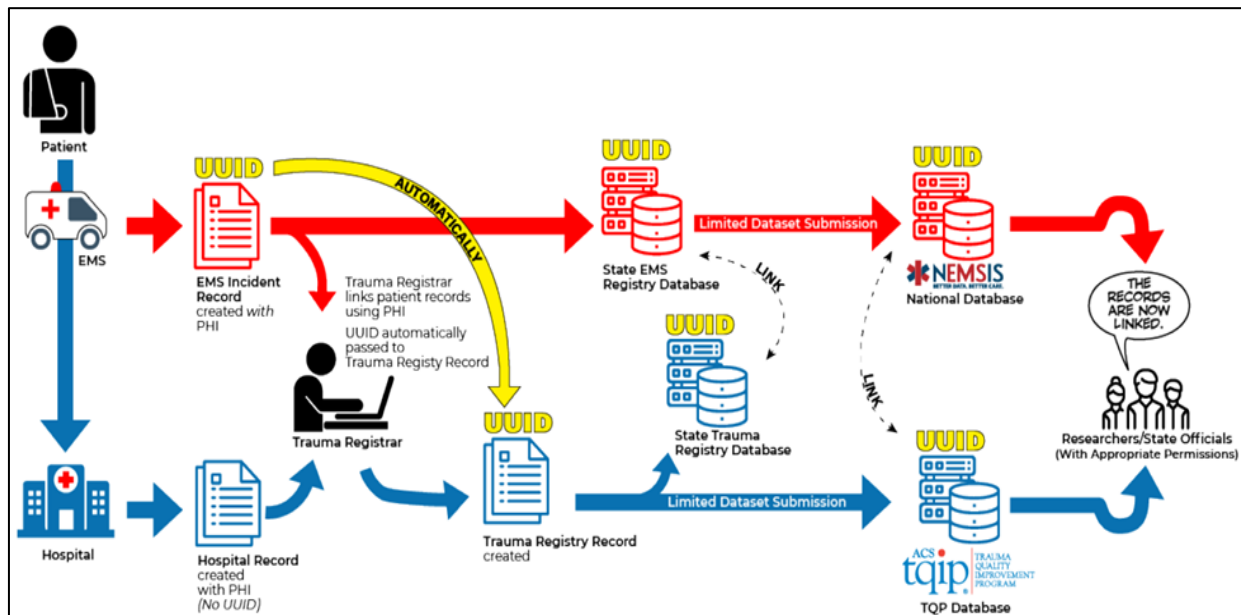 Patient
EMS
UUID
EMS Incident
Record
created with
PHI
AUTOMATICALLY
Trauma Registrar
links patient records
using PHI
UUID automatically
passed to
Trauma Registy Record
Trauma Registrar
Hospital
Hospital Record
created
with PHI
(No UUID)
UUID
Trauma Registry Record
created
UUID
State EMS
Registry Database
Limited Dataset Submission
LINK
UUID
State Trauma
Registry Database
Limited Dataset Submission
UUID
NEMSIS
BETTER DATA. BETTER CARE.
National Database
LINK
UUID
ACS
tqip
TRAUMA
QUALITY
IMPROVEMENT
PROGRAM
TQP Database
THE
RECORDS
ARE NOW
LINKED.
Researchers/State Officials
(With Appropriate Permissions)